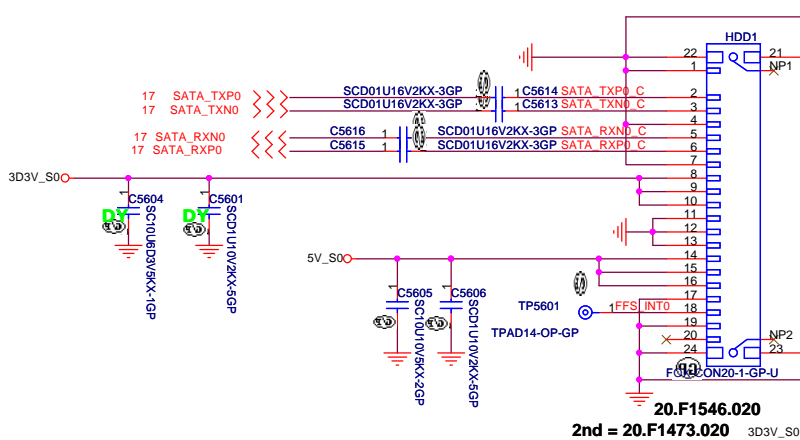 HDD1
22 21
1 NP1
17 SATA_TXP0 SCD01U16V2KX-3GP 1 C5614 SATA_TXP0_C 2
17 SATA_TXN0 SCD01U16V2KX-3GP 1 C5613 SATA_TXN0_C 3
4
17 SATA_RXN0 C5616 1 SCD01U16V2KX-3GP SATA_RXN0_C 5
17 SATA_RXP0 C5615 1 SCD01U16V2KX-3GP SATA_RXP0_C 6
7
3D3V_S0 8
9
10
1 C5604 DY SC10U6D3V5KX-1GP
1 C5601 DY SCD1U10V2KX-5GP
11
12
13
5V_S0 14
15
16
1 C5605 SC10U10V5KX-2GP
1 C5606 SCD1U10V2KX-5GP
17
TP5601 1 FFS_INT0 18
TPAD14-OP-GP
19
20 NP2
24 23
20.F1546.020
2nd = 20.F1473.020
3D3V_S0